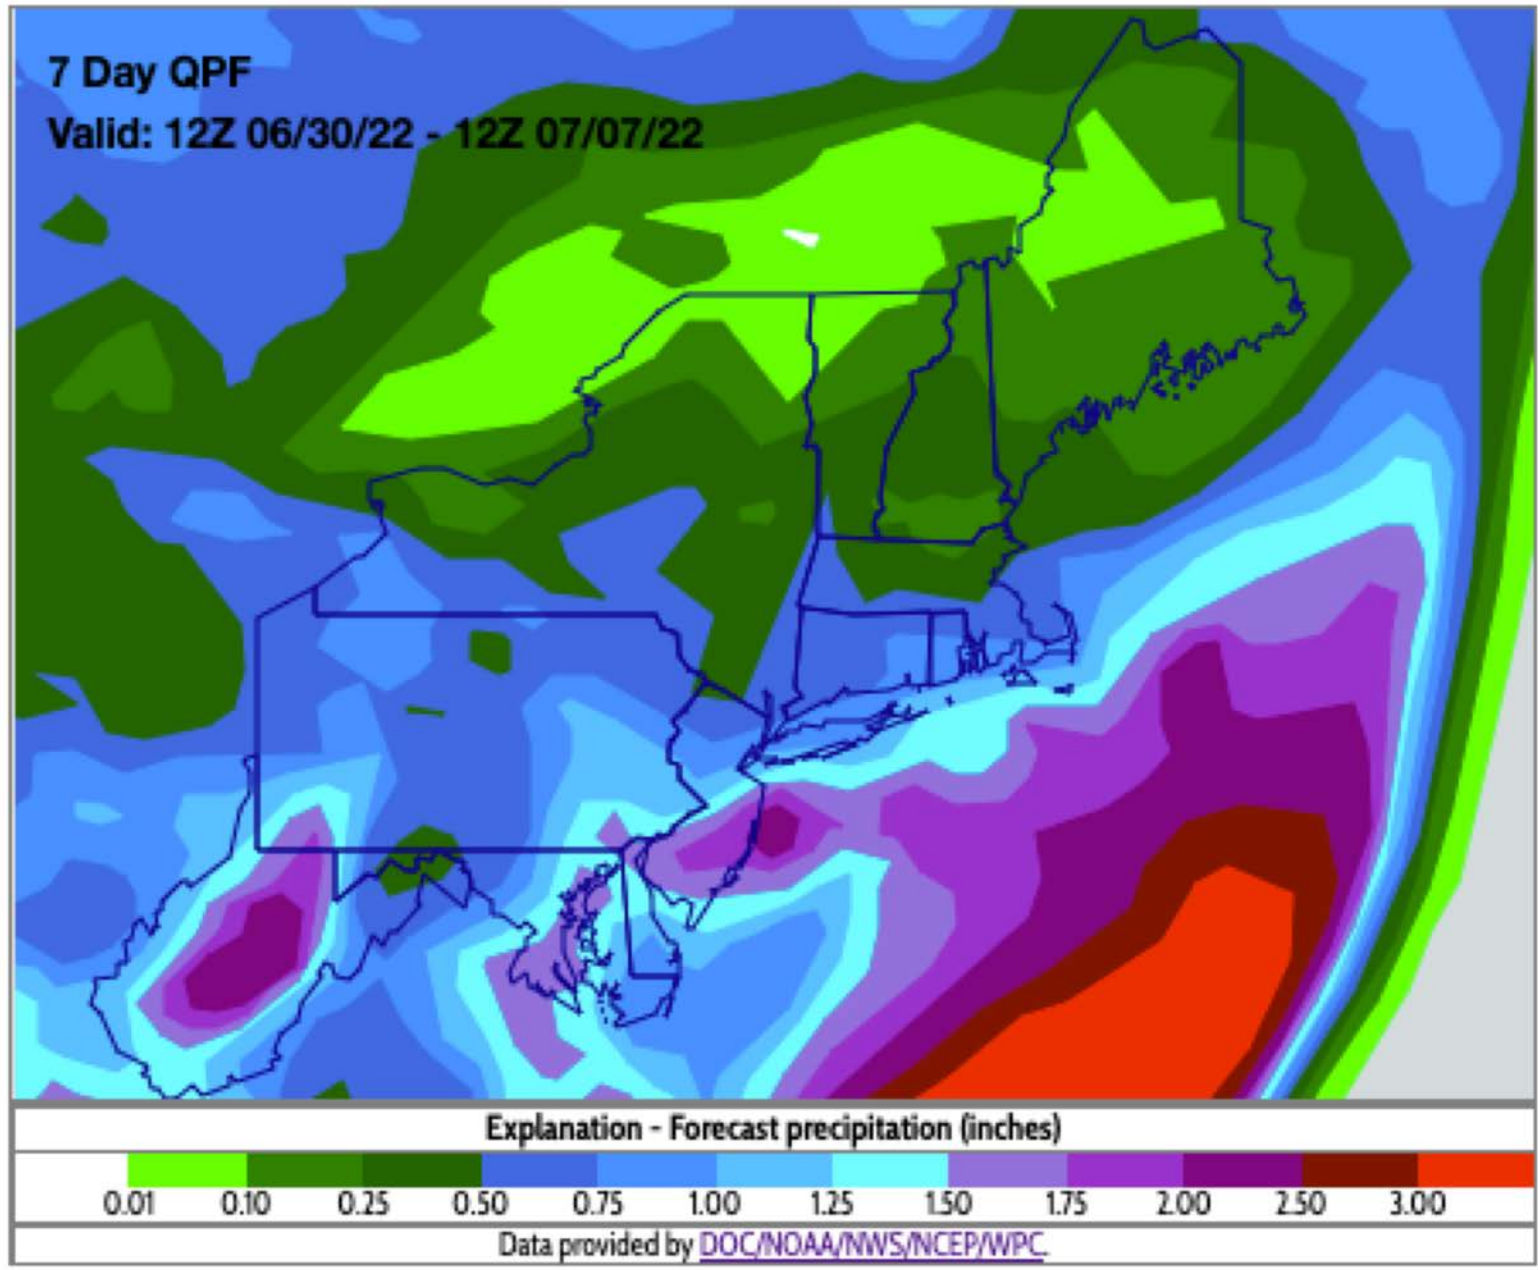 7 Day QPF
Valid: 12Z 06/30/22 - 12Z 07/07/22
Explanation - Forecast precipitation (inches)
0.01 0.10 0.25 0.50 0.75 1.00 1.25 1.50 1.75 2.00 2.50 3.00
Data provided by DOC/NOAA/NWS/NCEP/WPC.